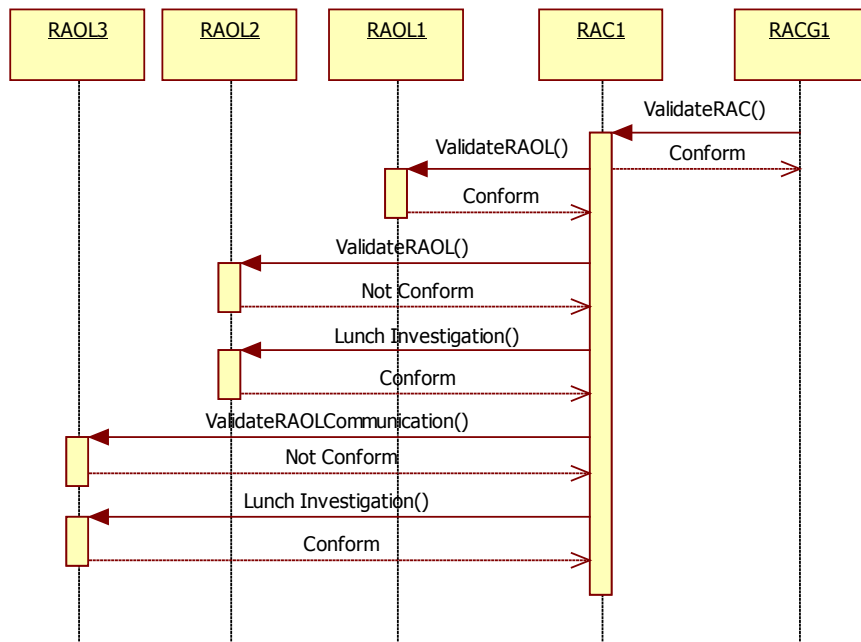 RAOL3
RAOL2
RAOL1
RAC1
RACG1
ValidateRAC()
ValidateRAOL()
Conform
Conform
ValidateRAOL()
Not Conform
Lunch Investigation()
Conform
ValidateRAOLCommunication()
Not Conform
Lunch Investigation()
Conform